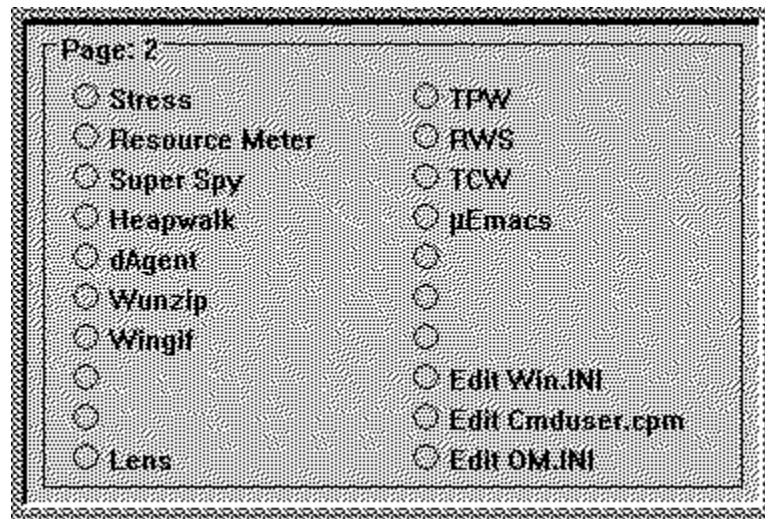 Page: 2
Stress
Resource Meter
Super Spy
Heapwalk
dAgent
Wunzip
Wingif
Lens
TPW
RWS
TCW
µEmacs
Edit Win.INI
Edit Cmduser.cpm
Edit OM.INI